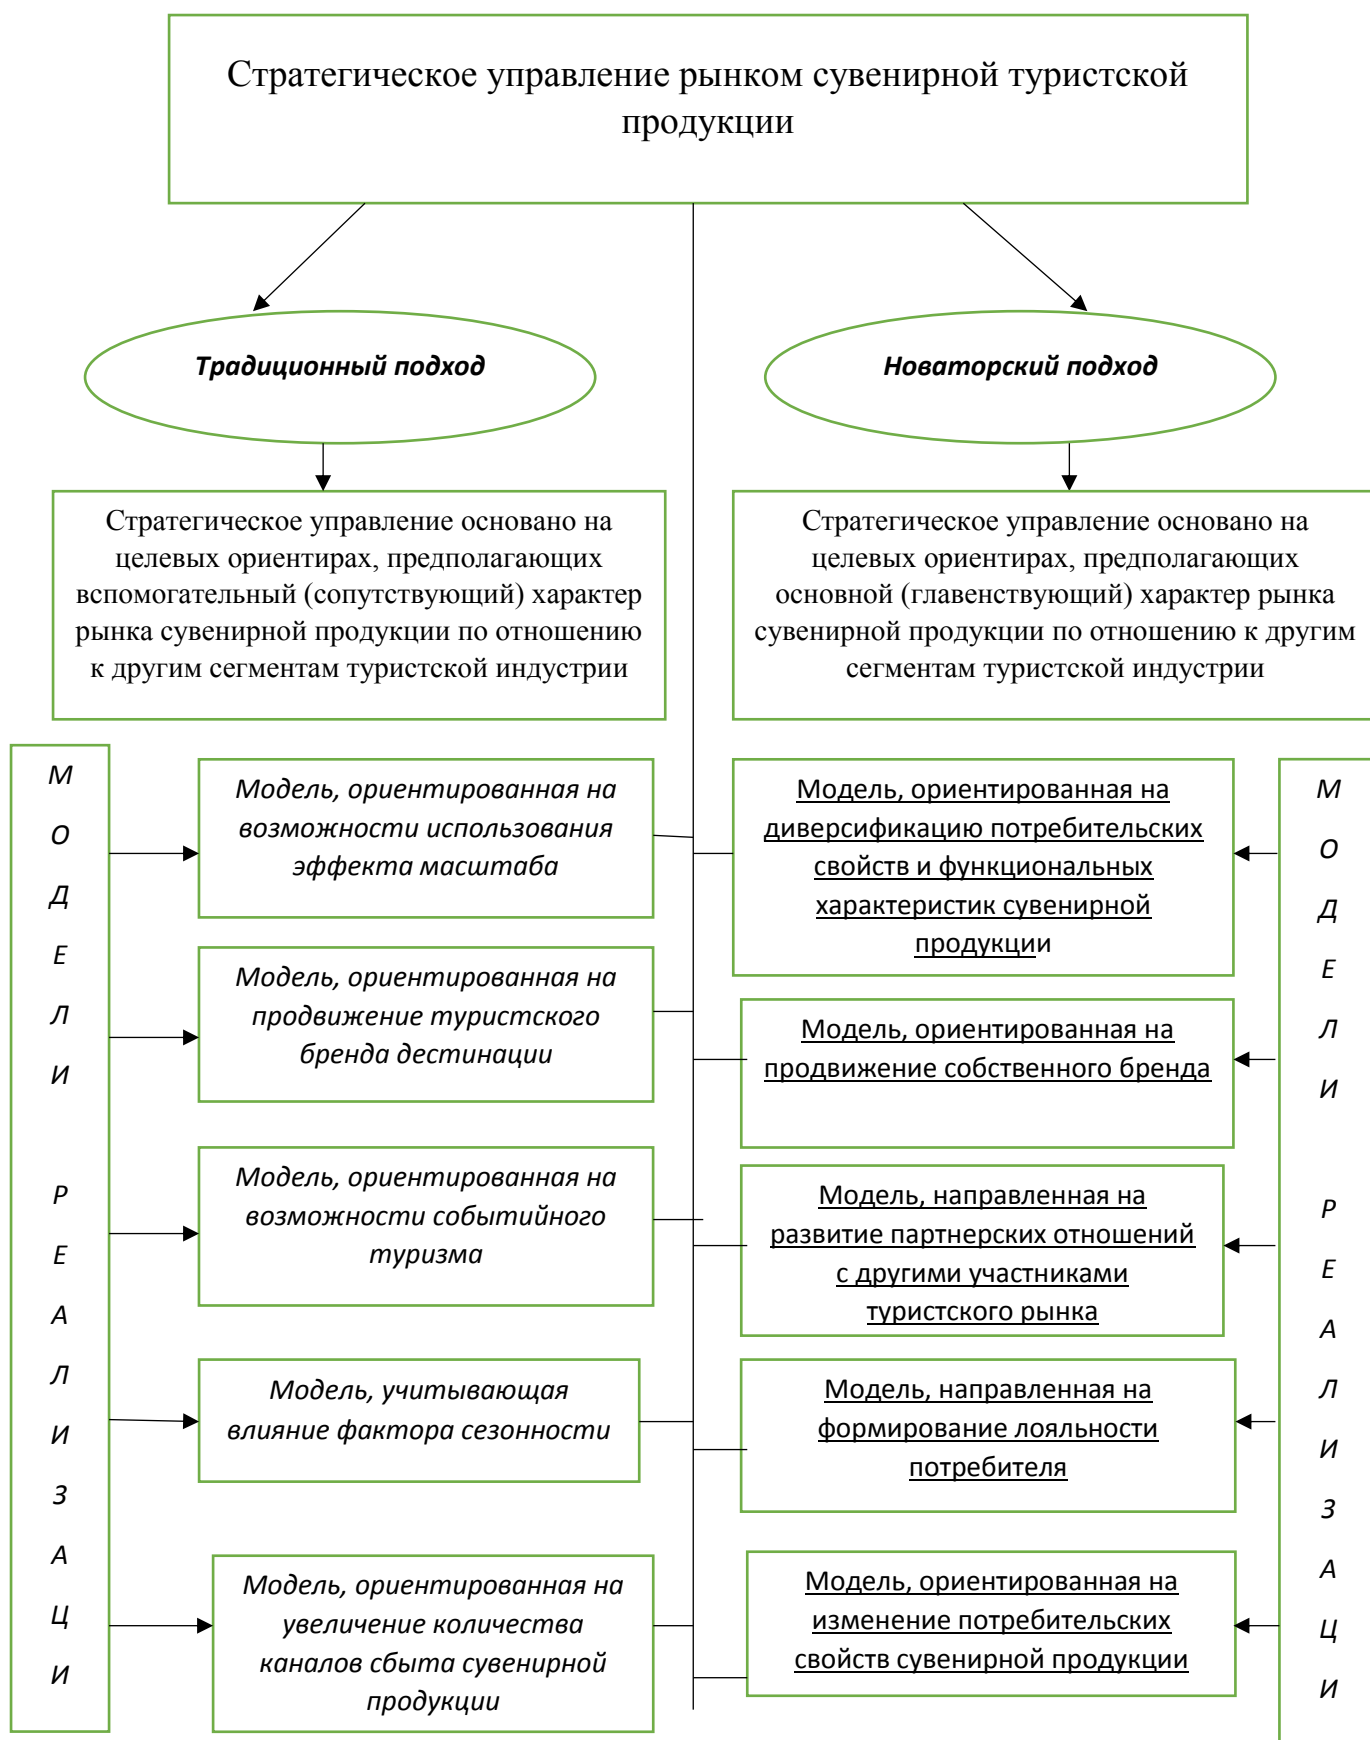 Стратегическое управление рынком сувенирной туристской
продукции
Традиционный подход
Новаторский подход
Стратегическое управление основано на
целевых ориентирах, предполагающих
вспомогательный (сопутствующий) характер
рынка сувенирной продукции по отношению
к другим сегментам туристской индустрии
Стратегическое управление основано на
целевых ориентирах, предполагающих
основной (главенствующий) характер рынка
сувенирной продукции по отношению к другим
сегментам туристской индустрии
М
О
Д
Е
Л
И
Р
Е
А
Л
И
З
А
Ц
И
Модель, ориентированная на
возможности использования
эффекта масштаба
Модель, ориентированная на
продвижение туристского
бренда дестинации
Модель, ориентированная на
возможности событийного
туризма
Модель, учитывающая
влияние фактора сезонности
Модель, ориентированная на
увеличение количества
каналов сбыта сувенирной
продукции
Модель, ориентированная на
диверсификацию потребительских
свойств и функциональных
характеристик сувенирной
продукции
Модель, ориентированная на
продвижение собственного бренда
Модель, направленная на
развитие партнерских отношений
с другими участниками
туристского рынка
Модель, направленная на
формирование лояльности
потребителя
Модель, ориентированная на
изменение потребительских
свойств сувенирной продукции
М
О
Д
Е
Л
И
Р
Е
А
Л
И
З
А
Ц
И